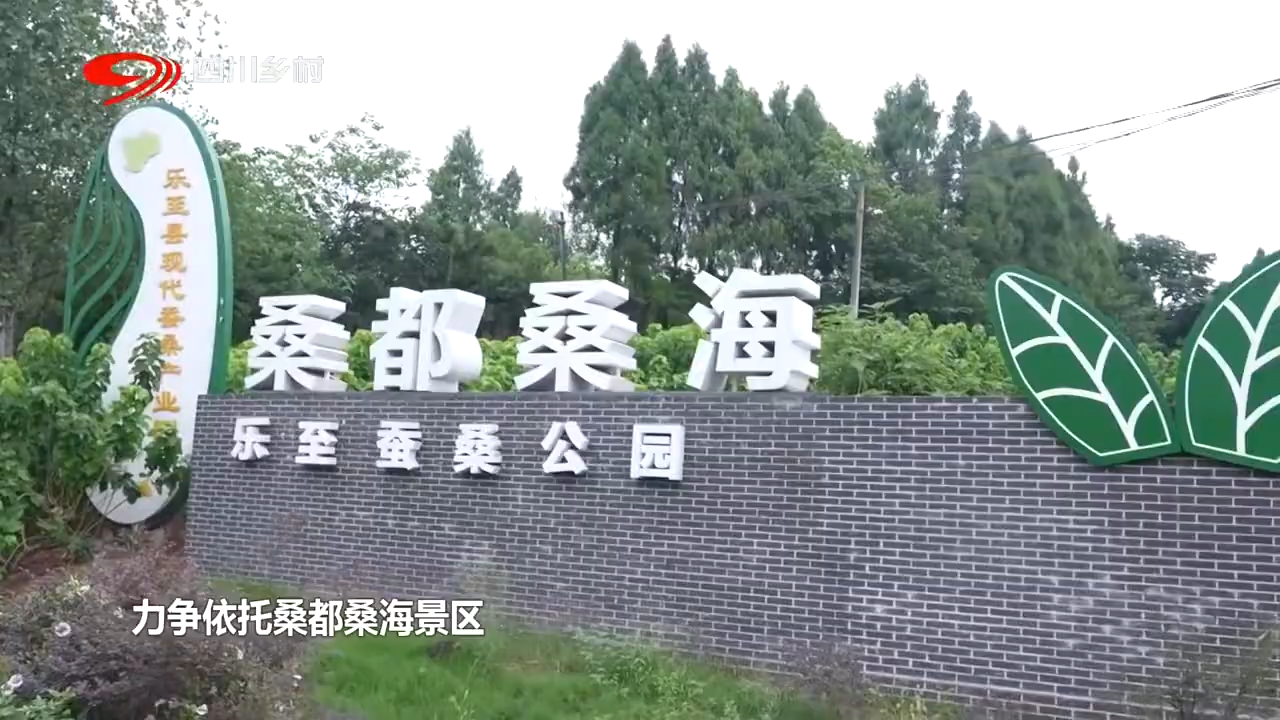 四川乡村
乐至县现代蚕桑产业园
桑都桑海
乐至蚕桑公园
力争依托桑都桑海景区